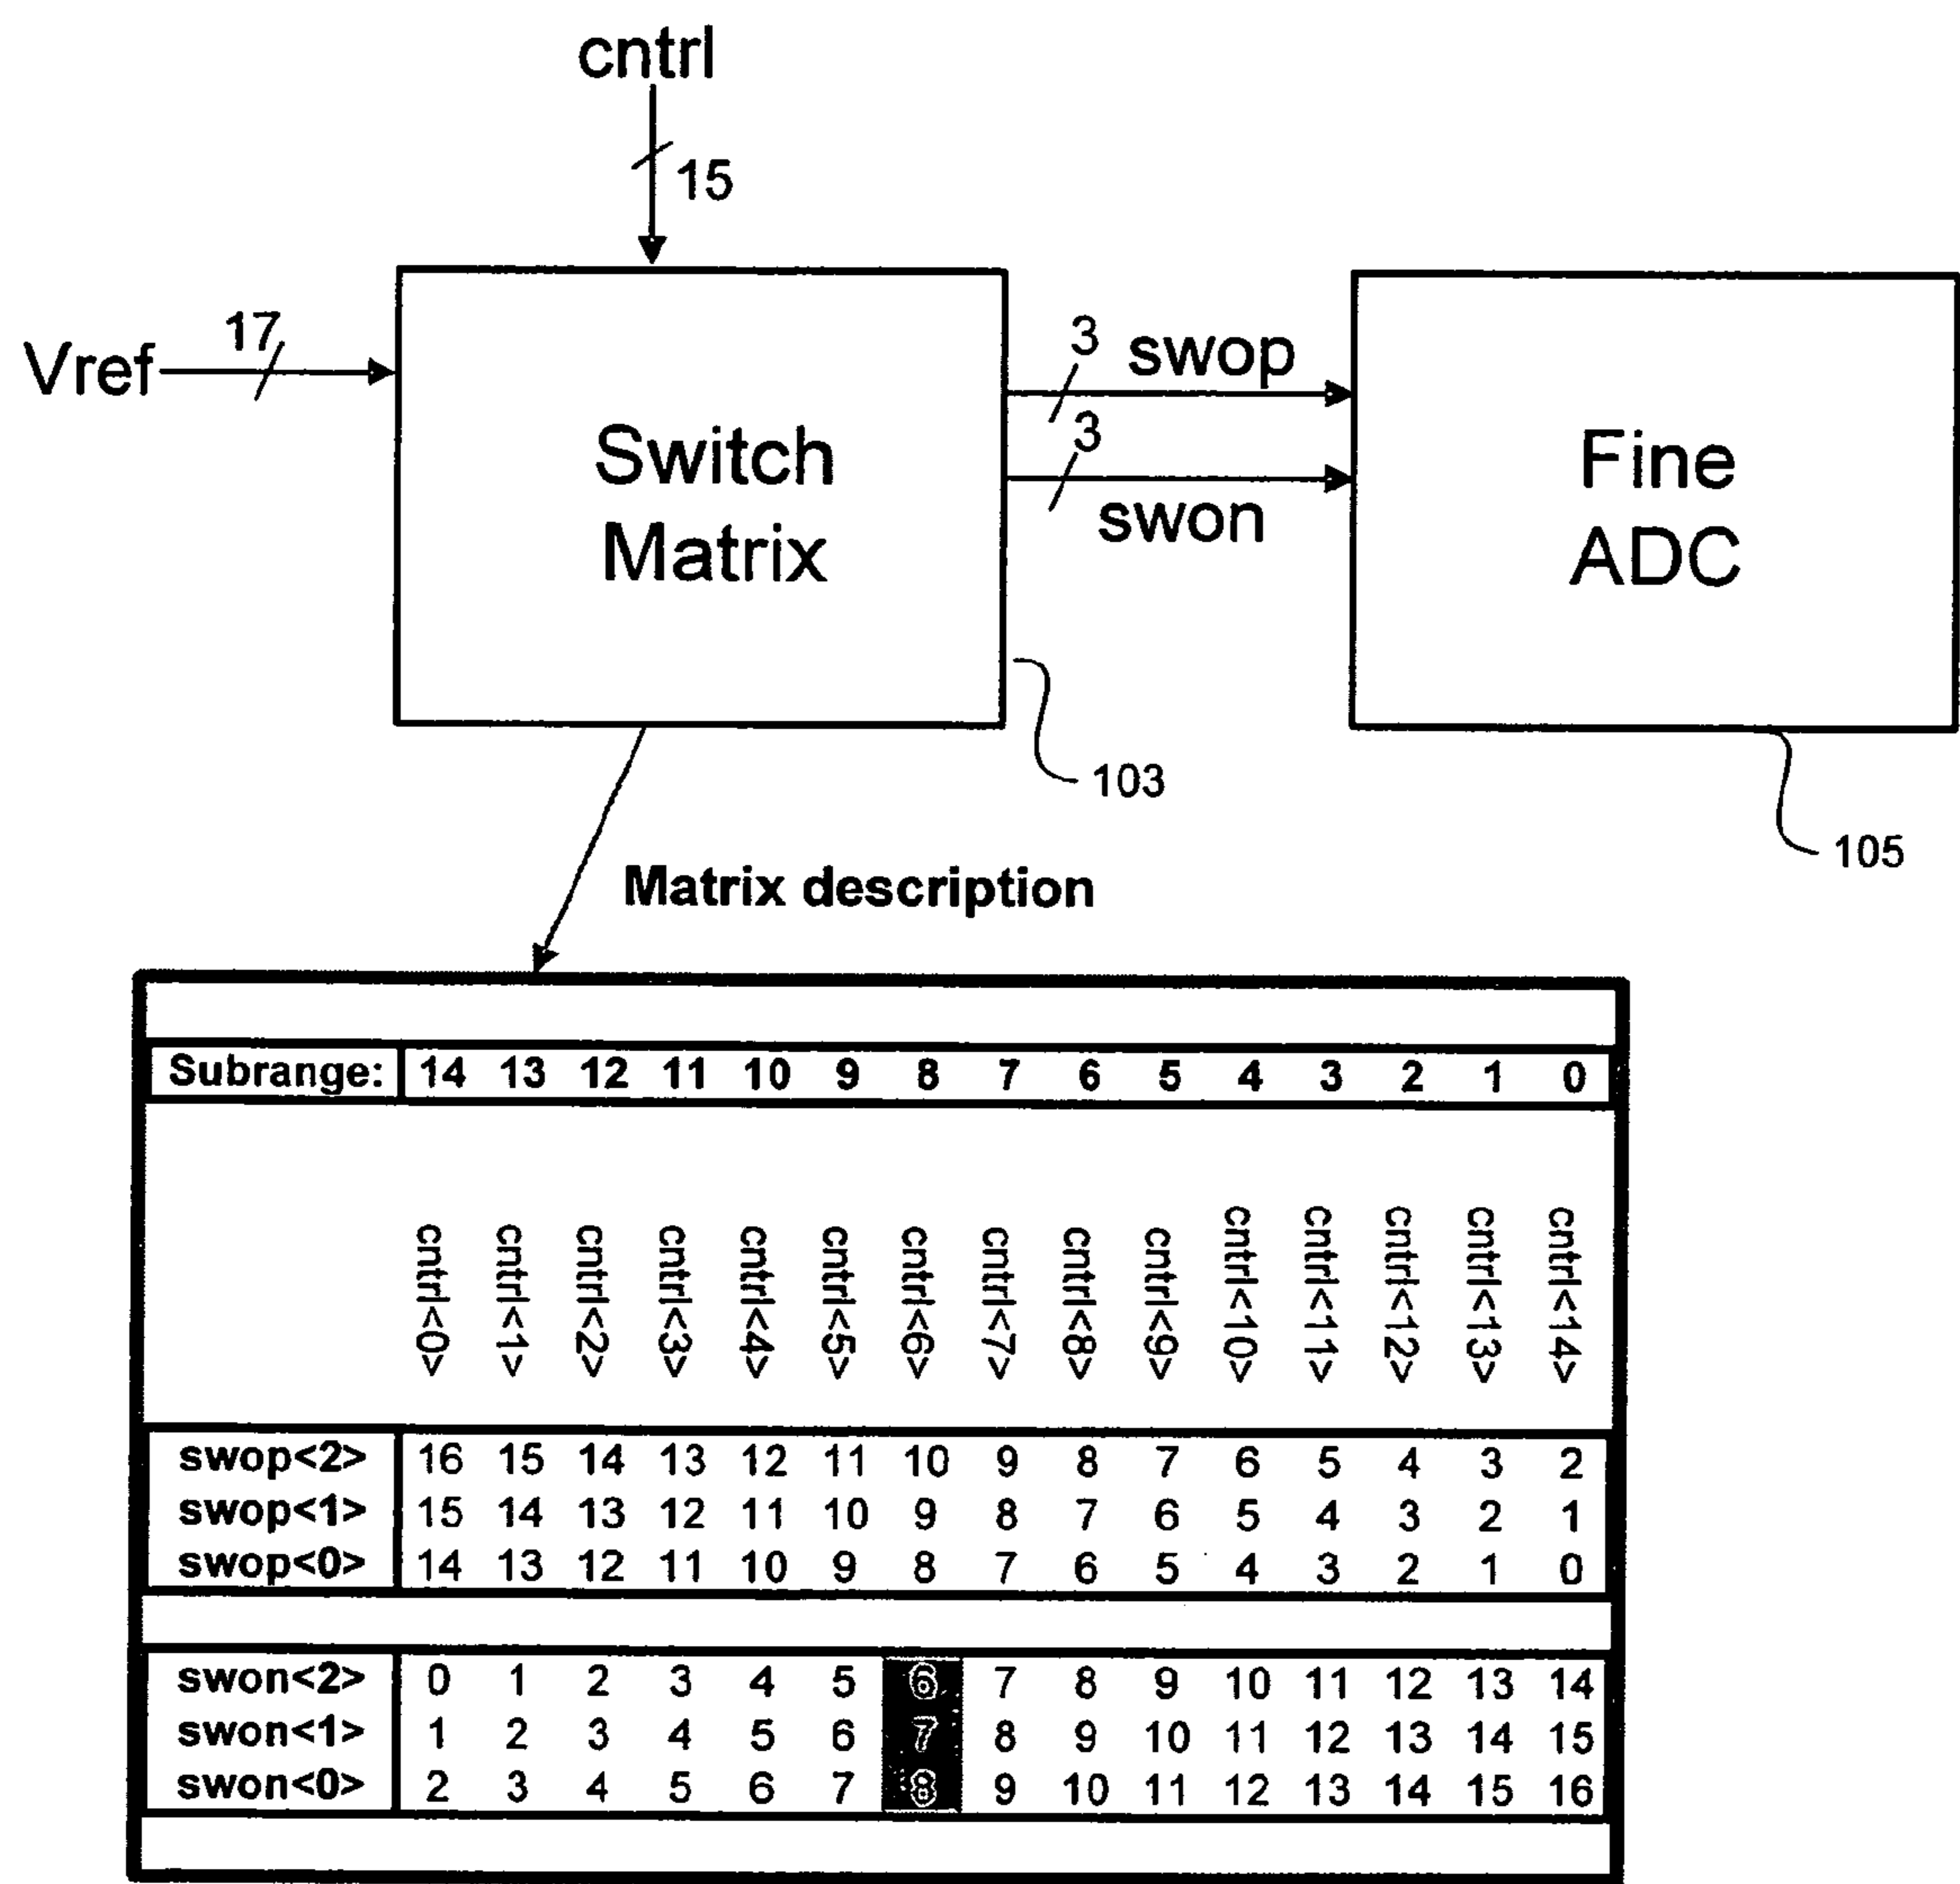 cntrl
15
Vref
17
Switch
Matrix
3
swop
3
swon
Fine
ADC
103
105
Matrix description
Subrange: 14 13 12 11 10 9 8 7 6 5 4 3 2 1 0
cntrl<0> cntrl<1> cntrl<2> cntrl<3> cntrl<4> cntrl<5> cntrl<6> cntrl<7> cntrl<8> cntrl<9> cntrl<10> cntrl<11> cntrl<12> cntrl<13> cntrl<14>
swop<2> 16 15 14 13 12 11 10 9 8 7 6 5 4 3 2
swop<1> 15 14 13 12 11 10 9 8 7 6 5 4 3 2 1
swop<0> 14 13 12 11 10 9 8 7 6 5 4 3 2 1 0
swon<2> 0 1 2 3 4 5 6 7 8 9 10 11 12 13 14
swon<1> 1 2 3 4 5 6 7 8 9 10 11 12 13 14 15
swon<0> 2 3 4 5 6 7 8 9 10 11 12 13 14 15 16